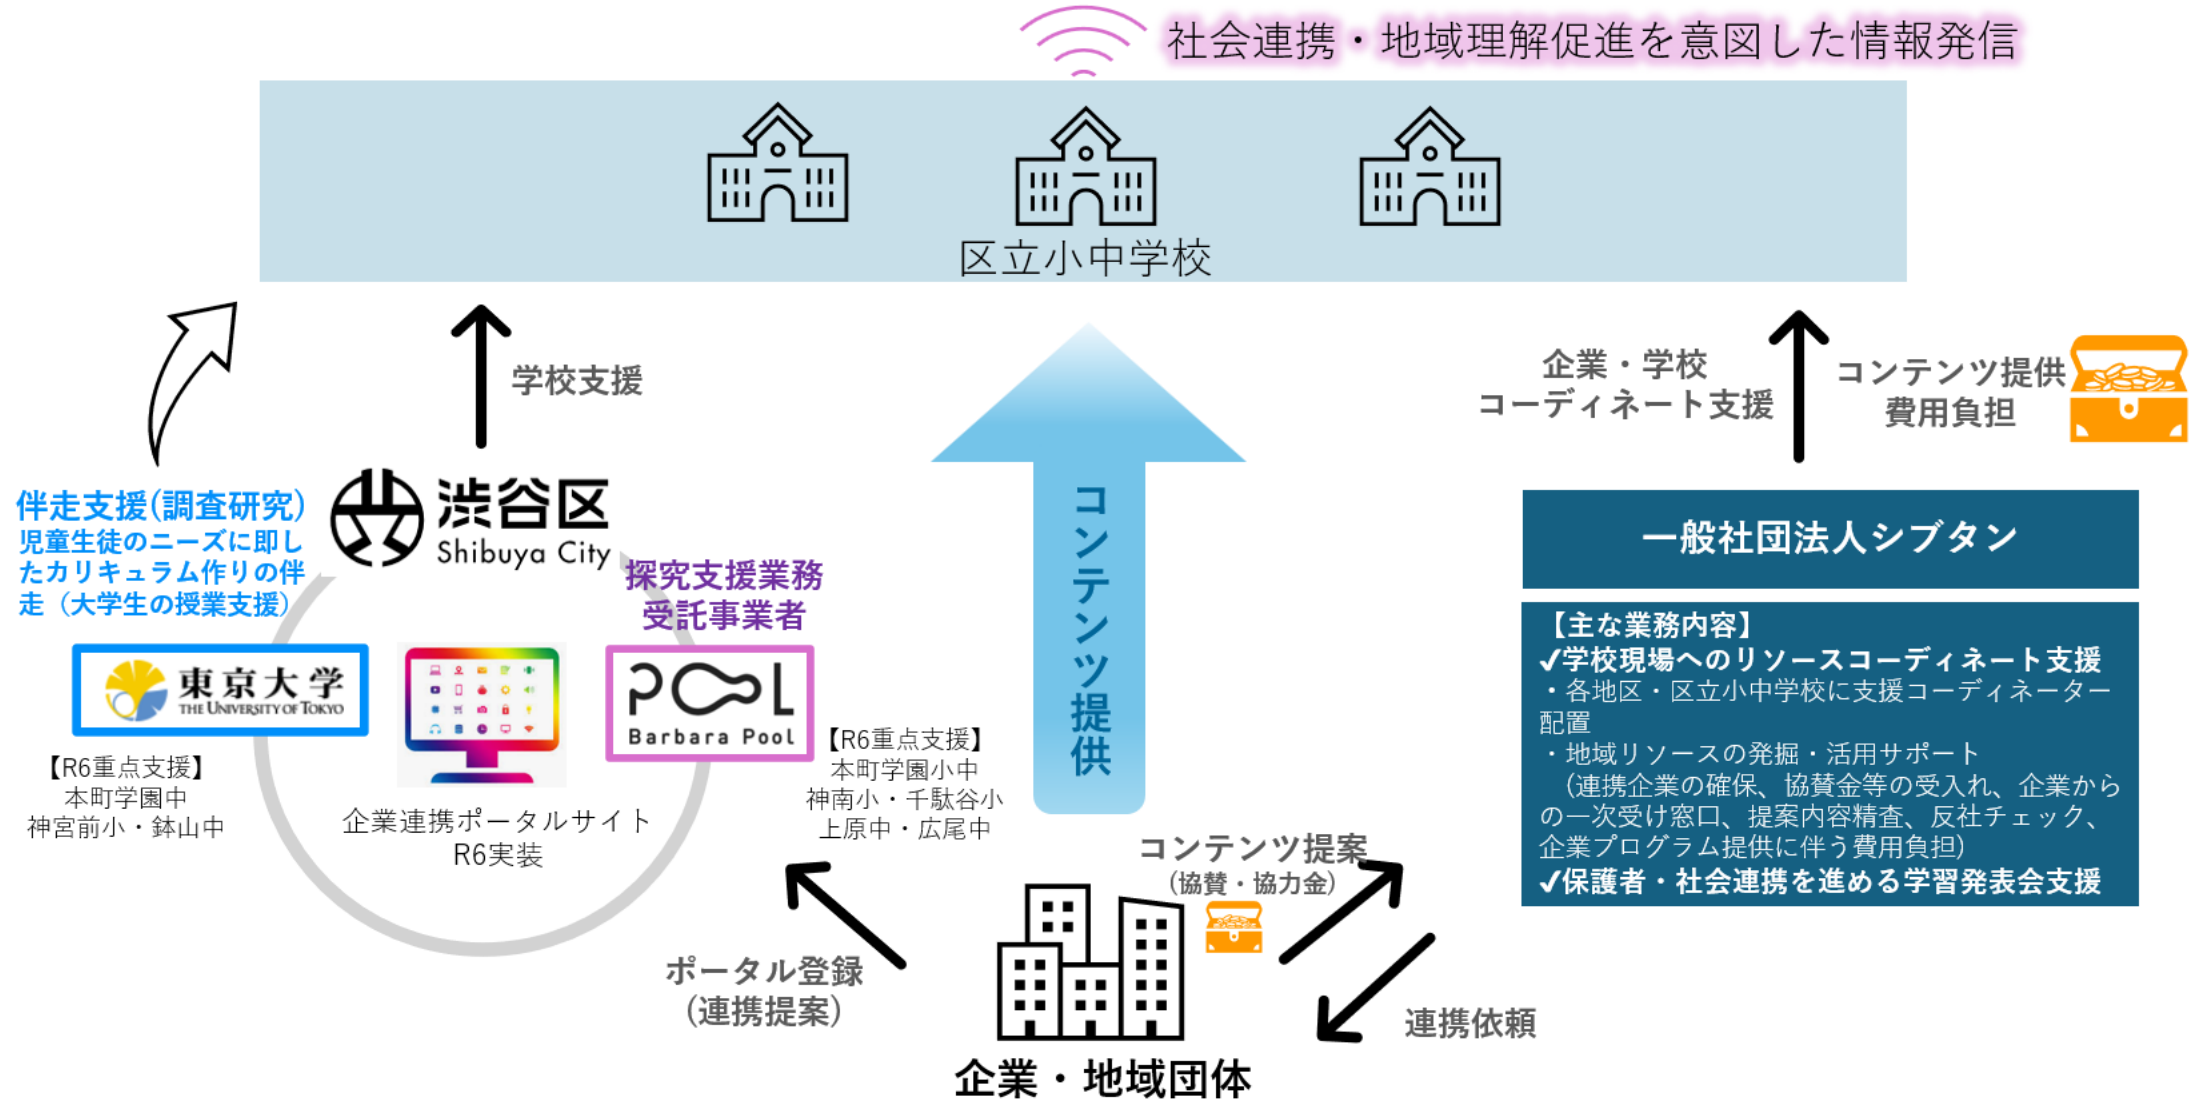 社会連携・地域理解促進を意図した情報発信
区立小中学校
学校支援
企業・学校
コーディネート支援
コンテンツ提供
費用負担
伴走支援(調査研究)
児童生徒のニーズに即し
たカリキュラム作りの伴
走（大学生の授業支援）
渋谷区
Shibuya City
探究支援業務
受託事業者
東京大学
THE UNIVERSITY OF TOKYO
POOL
Barbara Pool
【R6重点支援】
本町学園中
神宮前小・鉢山中
企業連携ポータルサイト
R6実装
【R6重点支援】
本町学園小中
神南小・千駄谷小
上原中・広尾中
コンテンツ提供
一般社団法人シブタン
【主な業務内容】
✓学校現場へのリソースコーディネート支援
・各地区・区立小中学校に支援コーディネーター
配置
・地域リソースの発掘・活用サポート
（連携企業の確保、協賛金等の受入れ、企業から
の一次受け窓口、提案内容精査、反社チェック、
企業プログラム提供に伴う費用負担）
✓保護者・社会連携を進める学習発表会支援
コンテンツ提案
(協賛・協力金)
ポータル登録
(連携提案)
連携依頼
企業・地域団体